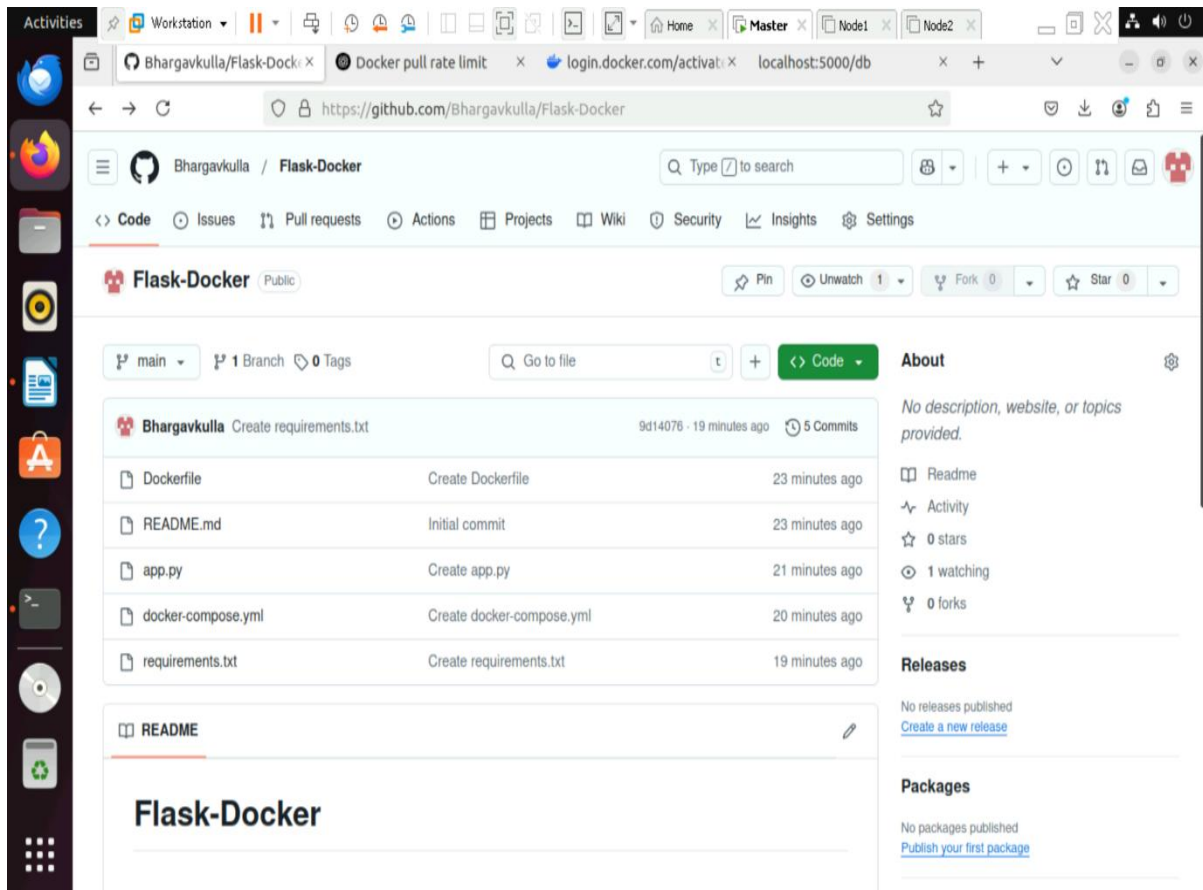 Activities Workstation Home Master Node1 Node2
Bhargavkulla/Flask-Dock Docker pull rate limit login.docker.com/activat localhost:5000/db
https://github.com/Bhargavkulla/Flask-Docker
Bhargavkulla / Flask-Docker Type / to search
Code Issues Pull requests Actions Projects Wiki Security Insights Settings
Flask-Docker Public Pin Unwatch 1 Fork 0 Star 0
main 1 Branch 0 Tags Go to file t Code
About
Bhargavkulla Create requirements.txt 9d14076 · 19 minutes ago 5 Commits
Dockerfile Create Dockerfile 23 minutes ago
README.md Initial commit 23 minutes ago
app.py Create app.py 21 minutes ago
docker-compose.yml Create docker-compose.yml 20 minutes ago
requirements.txt Create requirements.txt 19 minutes ago
README
Flask-Docker
No description, website, or topics
provided.
Readme
Activity
0 stars
1 watching
0 forks
Releases
No releases published
Create a new release
Packages
No packages published
Publish your first package